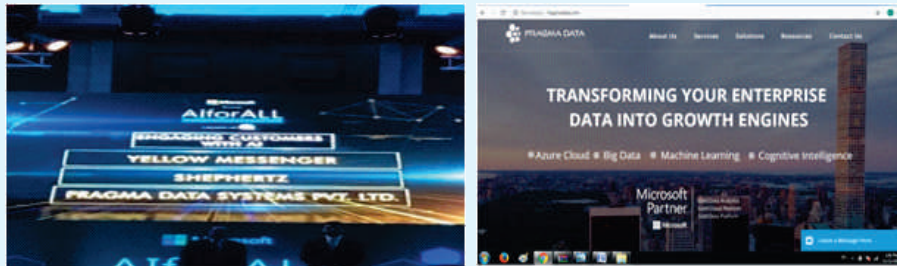 Microsoft
AIforALL
ENGAGING CUSTOMERS
WITH AI
YELLOW MESSENGER
SHEPHERTZ
PRAGMA DATA SYSTEMS PVT. LTD.
Microsoft
AIforALL
PRAGMA DATA
About Us Services Solutions Resources Contact Us
TRANSFORMING YOUR ENTERPRISE
DATA INTO GROWTH ENGINES
Azure Cloud Big Data Machine Learning Cognitive Intelligence
Microsoft
Partner
Microsoft
Leave a Message Here